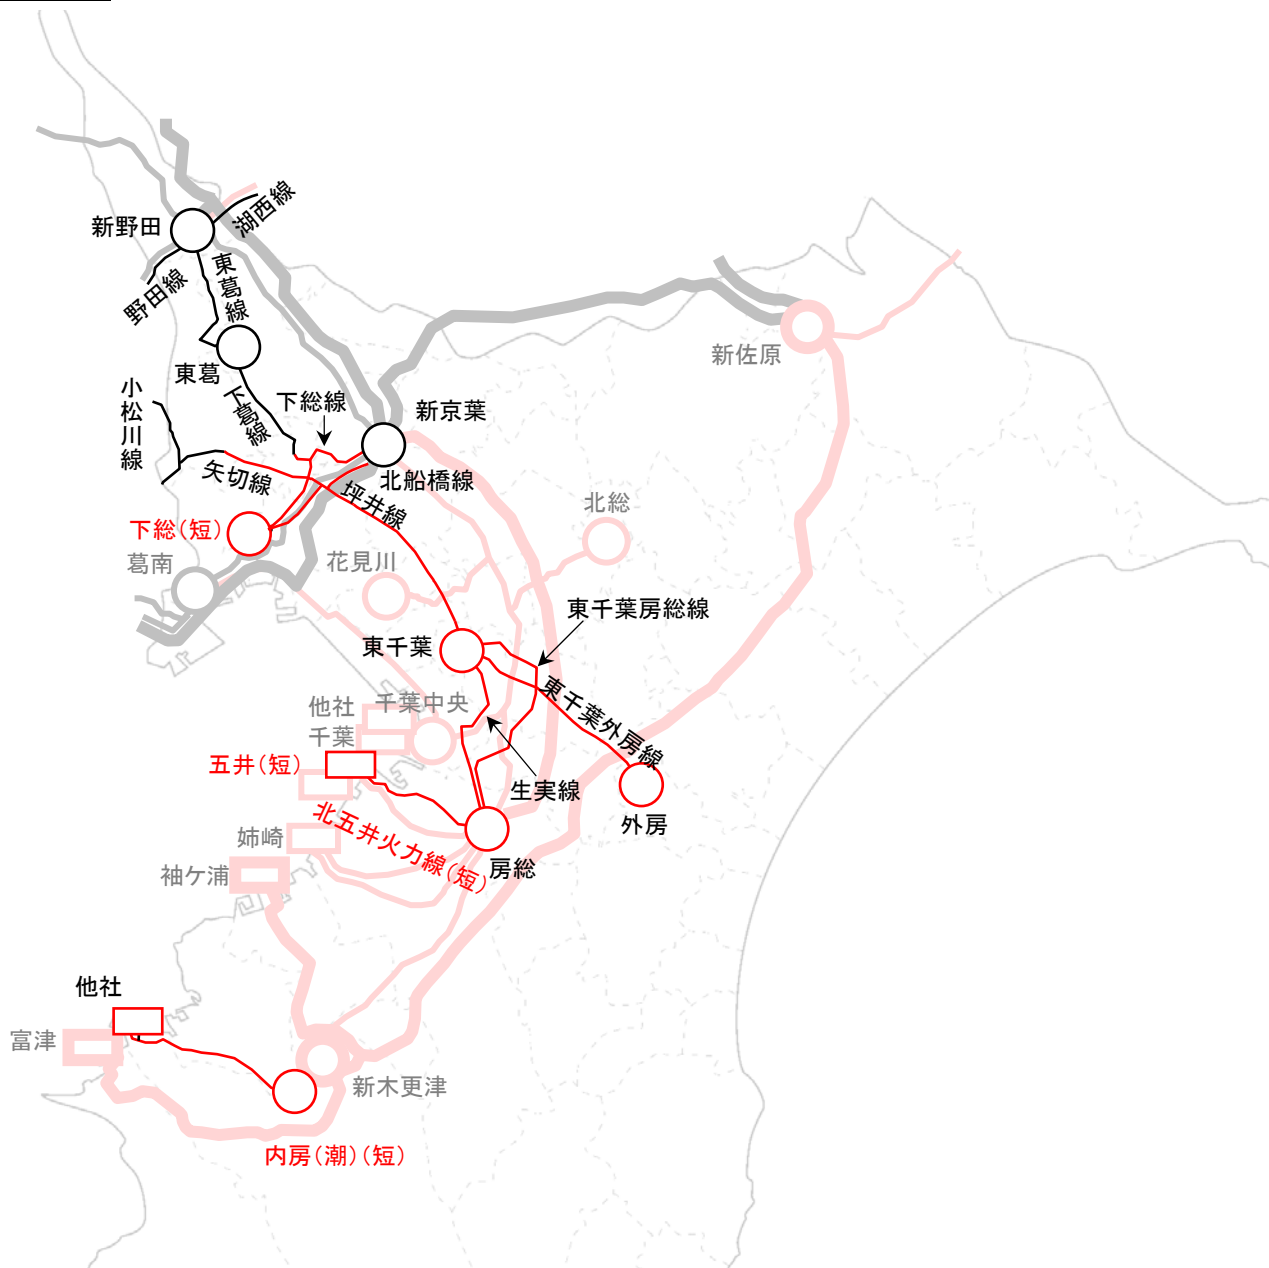 湖西線
新野田
東葛線
野田線
新佐原
東葛
小松川線
下葛線
下総線
新京葉
矢切線
北船橋線
坪井線
北総
下総(短)
葛南
花見川
東千葉房総線
東千葉
東千葉外房線
他社
千葉
千葉中央
五井(短)
生実線
北五井火力線(短)
外房
姉崎
房総
袖ケ浦
他社
富津
新木更津
内房(潮)(短)